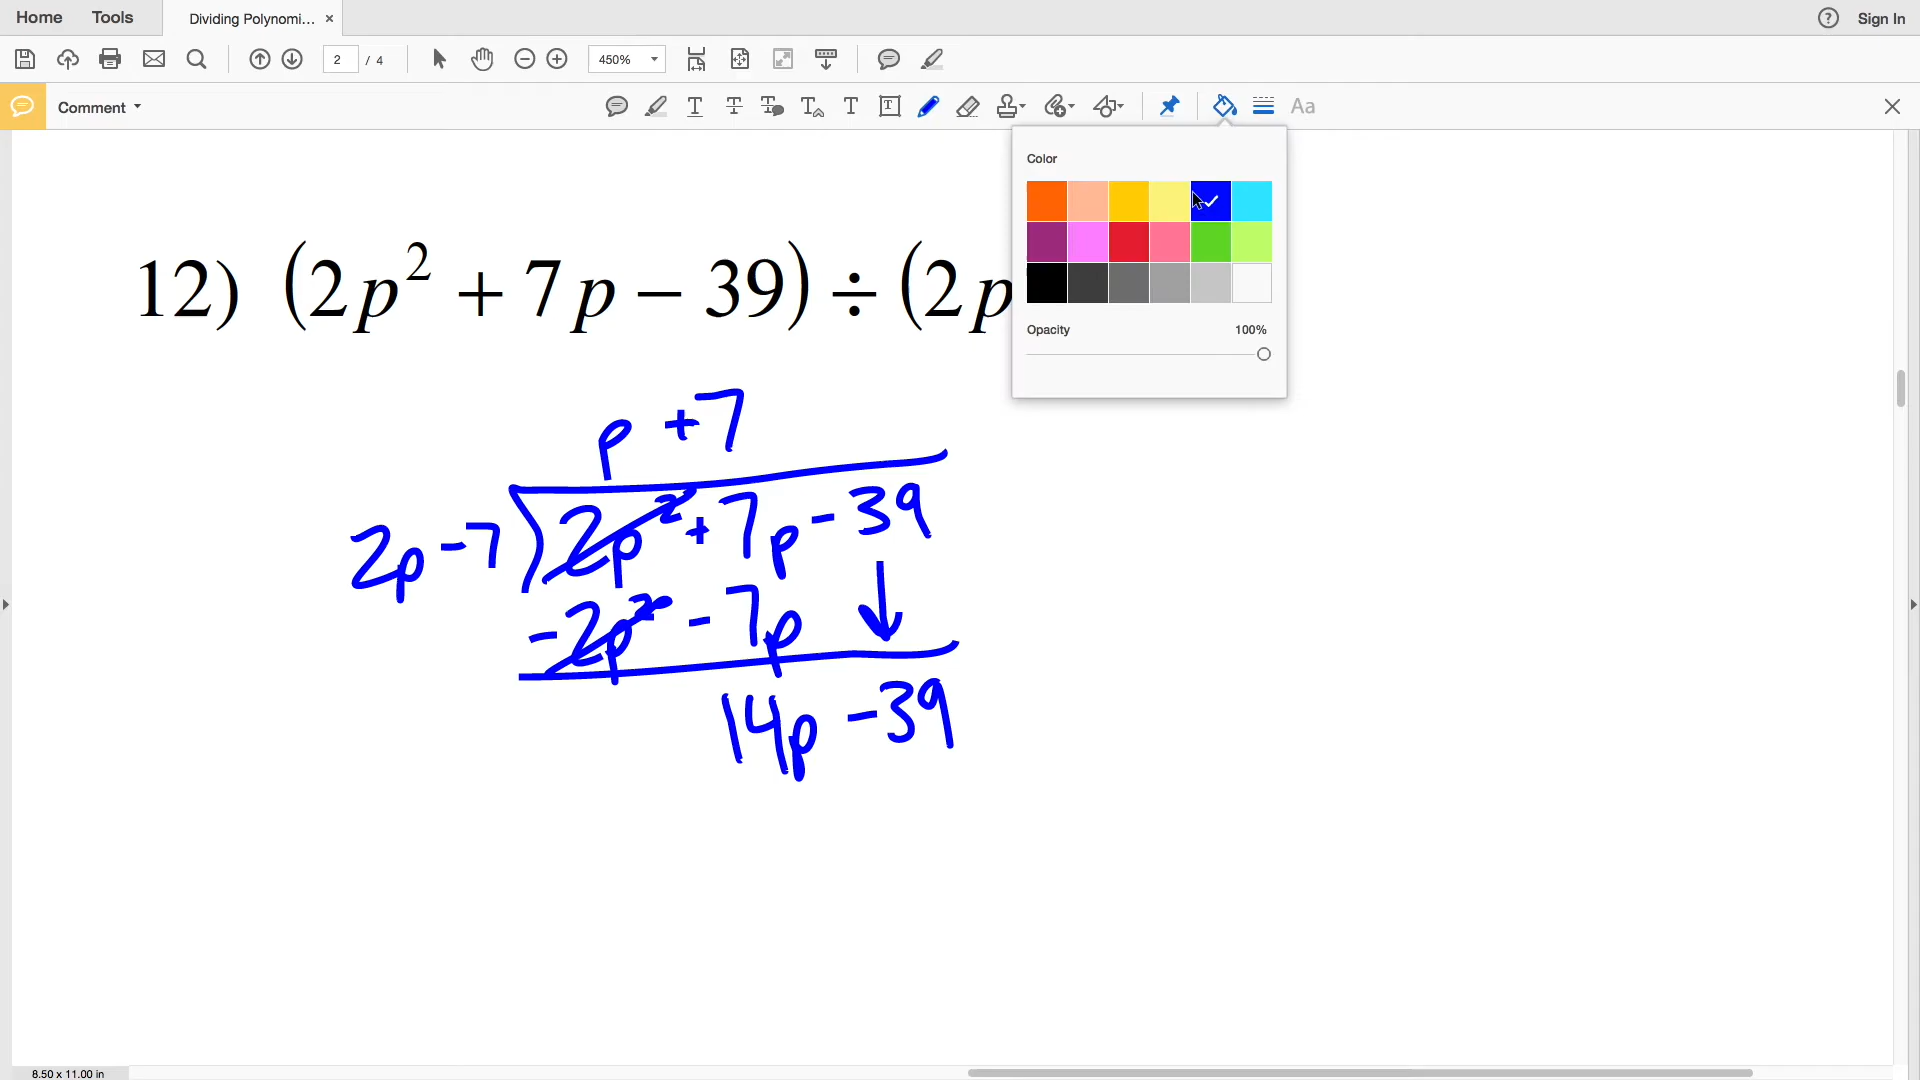 Home Tools Dividing Polynomi... × ? Sign In
2 / 4 450%
Comment T T T T T T Aa
Color
12) (2p² + 7p − 39) ÷ (2p
Opacity 100%
p +7
2p −7 2p² + 7p − 39
−2p² − 7p
14p − 39
8.50 x 11.00 in